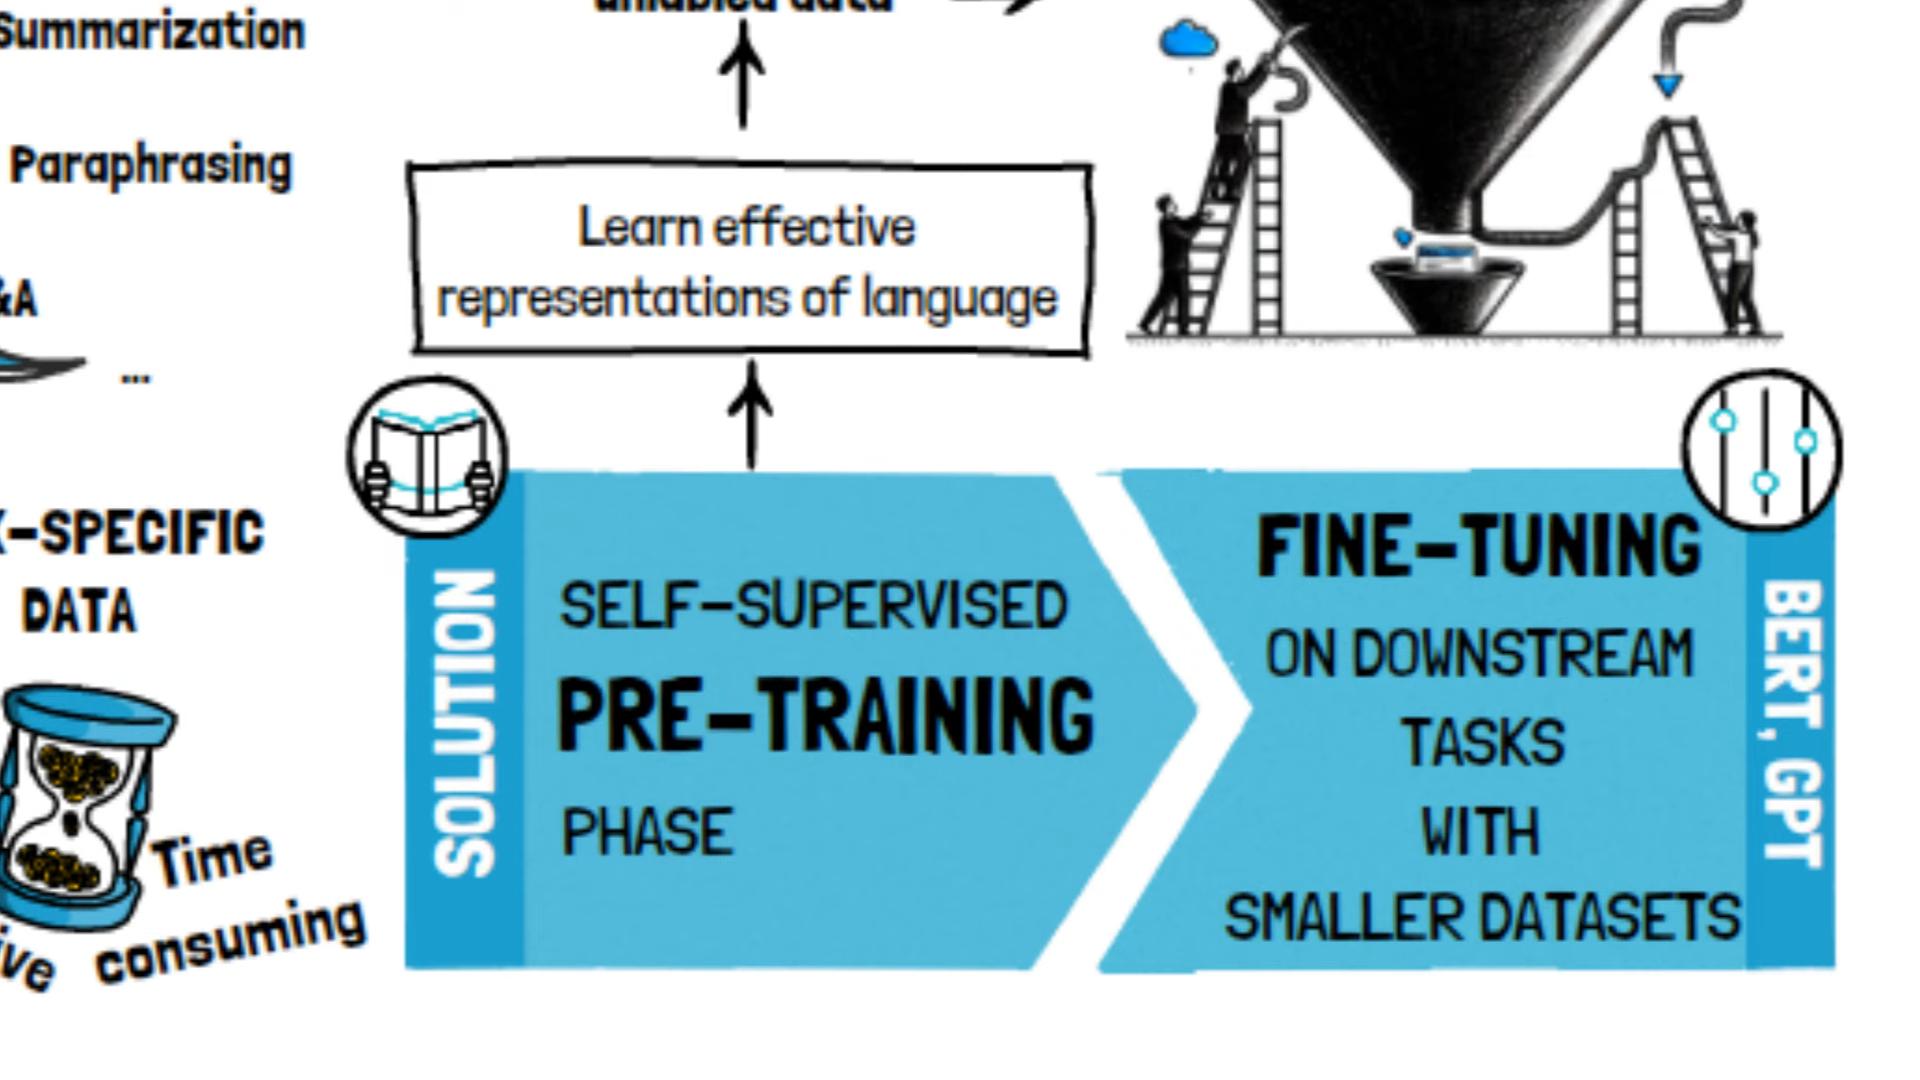 Summarization
Paraphrasing
&A
...
-SPECIFIC
DATA
Time
consuming
data
Learn effective
representations of language
SOLUTION
SELF-SUPERVISED
PRE-TRAINING
PHASE
FINE-TUNING
ON DOWNSTREAM
TASKS
WITH
SMALLER DATASETS
BERT, GPT